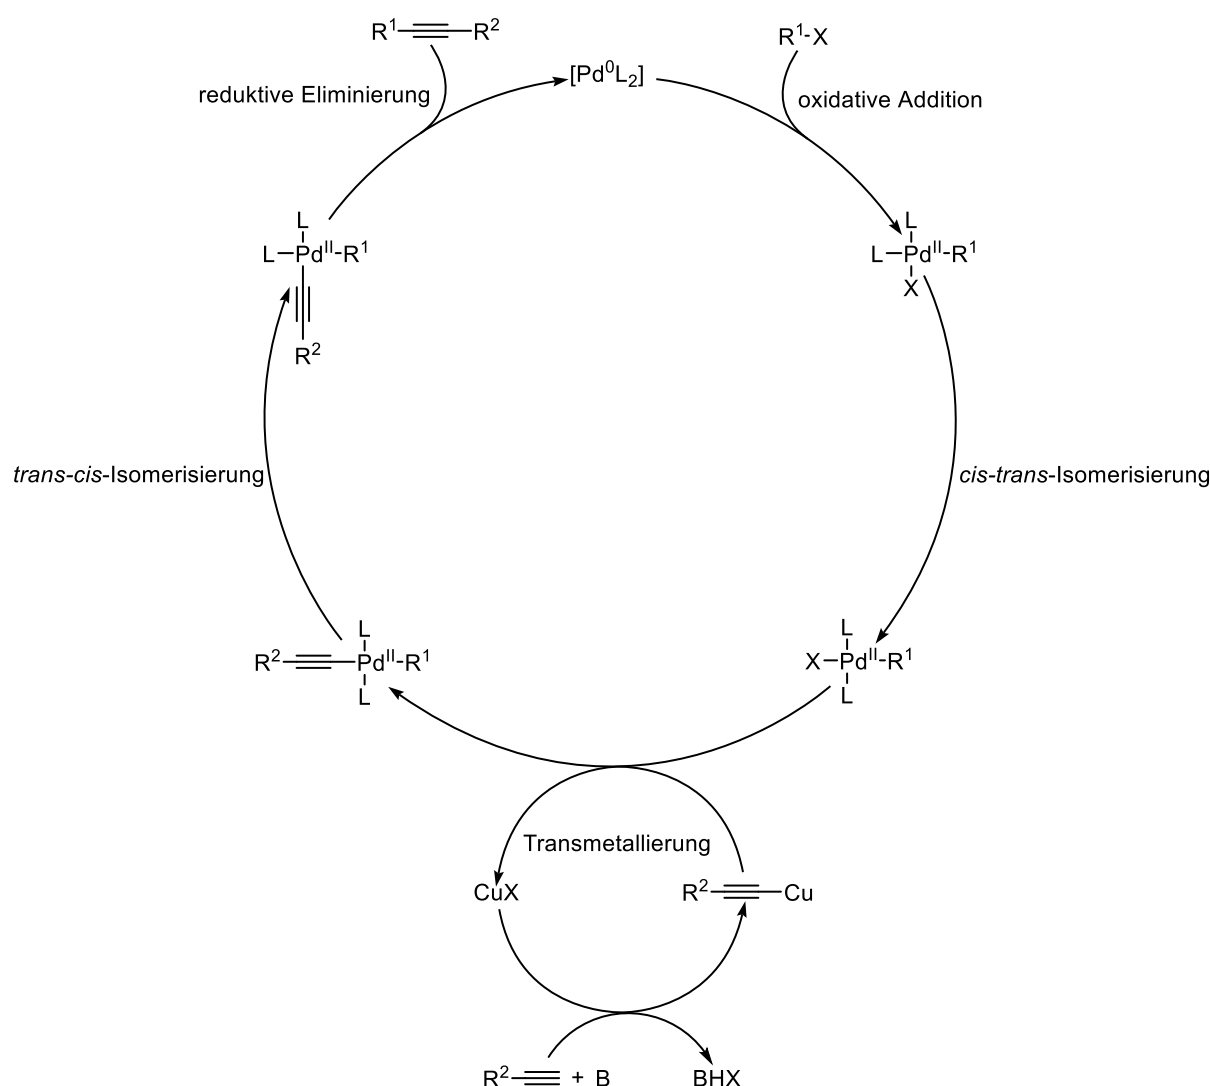 R¹≡R²
R¹-X
[Pd⁰L₂]
reduktive Eliminierung
oxidative Addition
L
L-Pdᴵᴵ-R¹
R²
L
L-Pdᴵᴵ-R¹
X
trans-cis-Isomerisierung
cis-trans-Isomerisierung
L
R²≡Pdᴵᴵ-R¹
L
L
X-Pdᴵᴵ-R¹
L
Transmetallierung
CuX
R²≡Cu
R²≡ + B
BHX